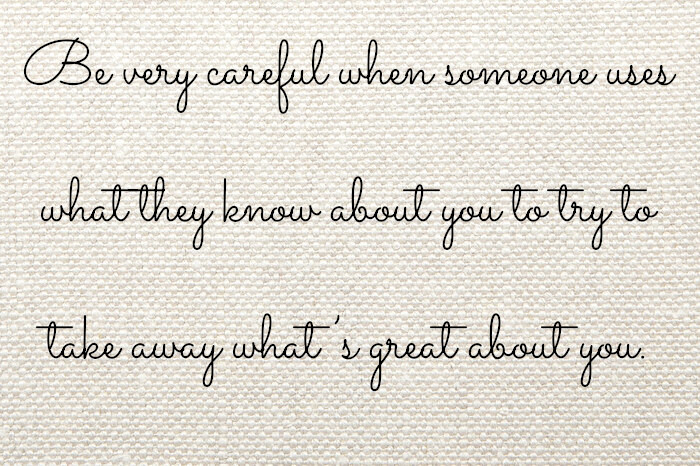 Be very careful when someone uses
what they know about you to try to
take away what's great about you.